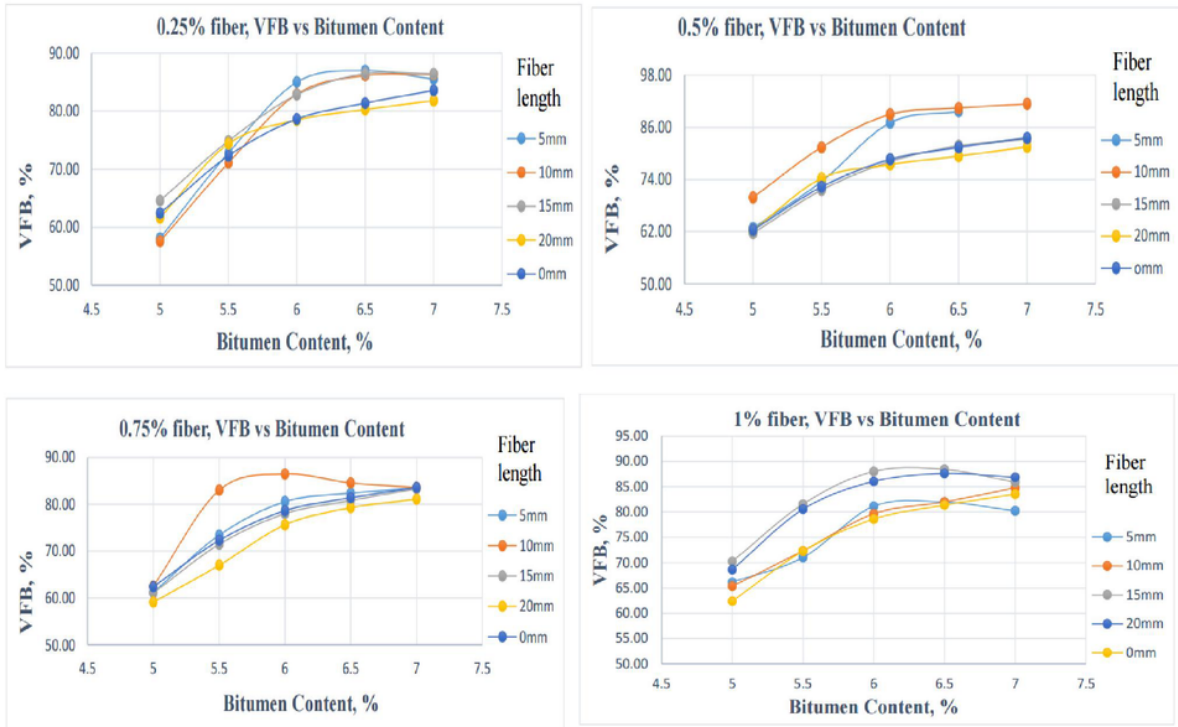 0.25% fiber, VFB vs Bitumen Content
90.00
80.00
70.00
60.00
50.00
VFB, %
4.5 5 5.5 6 6.5 7 7.5
Bitumen Content, %
Fiber
length
5mm
10mm
15mm
20mm
0mm
0.5% fiber, VFB vs Bitumen Content
98.00
86.00
74.00
62.00
50.00
VFB, %
4.5 5 5.5 6 6.5 7 7.5
Bitumen Content, %
Fiber
length
5mm
10mm
15mm
20mm
omm
0.75% fiber, VFB vs Bitumen Content
90.00
80.00
70.00
60.00
50.00
VFB, %
4.5 5 5.5 6 6.5 7 7.5
Bitumen Content, %
Fiber
length
5mm
10mm
15mm
20mm
0mm
1% fiber, VFB vs Bitumen Content
95.00
90.00
85.00
80.00
75.00
70.00
65.00
60.00
55.00
50.00
VFB, %
4.5 5 5.5 6 6.5 7 7.5
Bitumen Content, %
Fiber
length
5mm
10mm
15mm
20mm
0mm